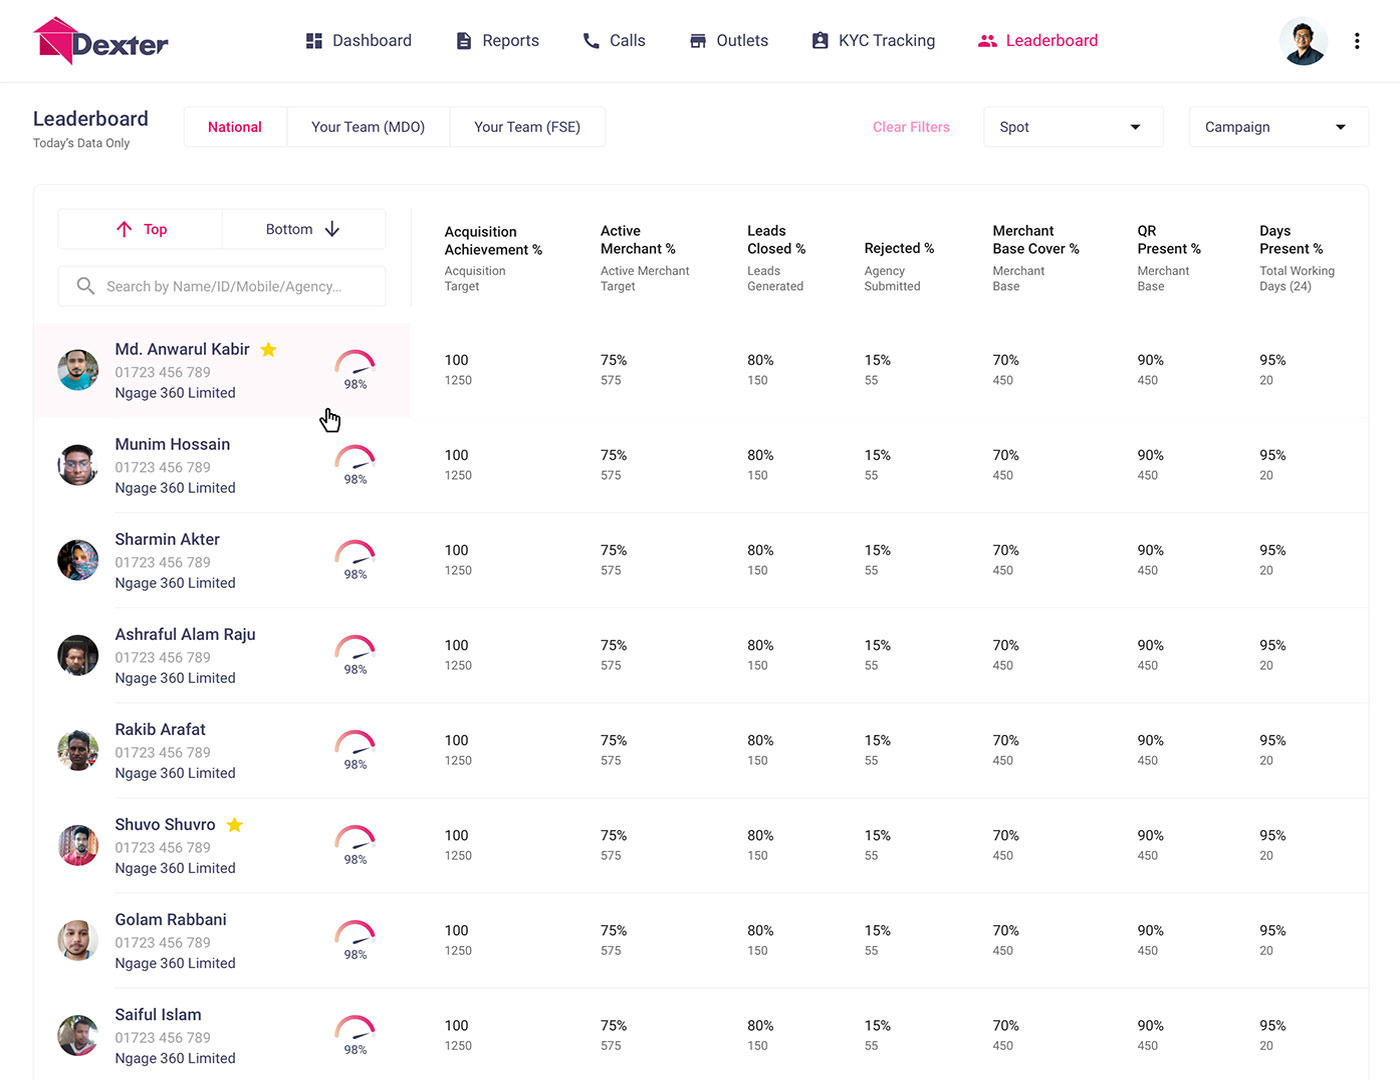 Dexter
Dashboard
Reports
Calls
Outlets
KYC Tracking
Leaderboard
Leaderboard
Today's Data Only
National
Your Team (MDO)
Your Team (FSE)
Clear Filters
Spot
Campaign
Top
Bottom
Search by Name/ID/Mobile/Agency...
Acquisition
Achievement %
Acquisition
Target
Active
Merchant %
Active Merchant
Target
Leads
Closed %
Leads
Generated
Rejected %
Agency
Submitted
Merchant
Base Cover %
Merchant
Base
QR
Present %
Merchant
Base
Days
Present %
Total Working
Days (24)
Md. Anwarul Kabir
01723 456 789
Ngage 360 Limited
98%
100 75% 80% 15% 70% 90% 95%
1250 575 150 55 450 450 20
Munim Hossain
01723 456 789
Ngage 360 Limited
98%
100 75% 80% 15% 70% 90% 95%
1250 575 150 55 450 450 20
Sharmin Akter
01723 456 789
Ngage 360 Limited
98%
100 75% 80% 15% 70% 90% 95%
1250 575 150 55 450 450 20
Ashraful Alam Raju
01723 456 789
Ngage 360 Limited
98%
100 75% 80% 15% 70% 90% 95%
1250 575 150 55 450 450 20
Rakib Arafat
01723 456 789
Ngage 360 Limited
98%
100 75% 80% 15% 70% 90% 95%
1250 575 150 55 450 450 20
Shuvo Shuvro
01723 456 789
Ngage 360 Limited
98%
100 75% 80% 15% 70% 90% 95%
1250 575 150 55 450 450 20
Golam Rabbani
01723 456 789
Ngage 360 Limited
98%
100 75% 80% 15% 70% 90% 95%
1250 575 150 55 450 450 20
Saiful Islam
01723 456 789
Ngage 360 Limited
98%
100 75% 80% 15% 70% 90% 95%
1250 575 150 55 450 450 20